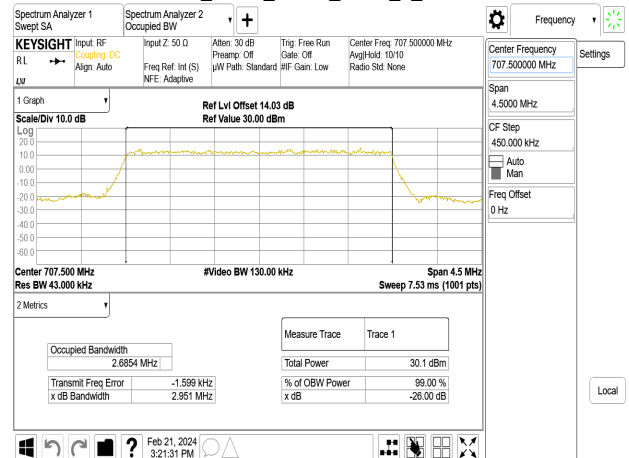 Spectrum Analyzer 1
Swept SA
Spectrum Analyzer 2
Occupied BW
Frequency
KEYSIGHT
RL
Input: RF
Coupling: DC
Align: Auto
Input Z: 50 Ω
Freq Ref: Int (S)
NFE: Adaptive
Atten: 30 dB
Preamp: Off
µW Path: Standard
Trig: Free Run
Gate: Off
#IF Gain: Low
Center Freq: 707.500000 MHz
Avg|Hold: 10/10
Radio Std: None
Center Frequency
707.500000 MHz
Settings
Span
4.5000 MHz
CF Step
450.000 kHz
Auto
Man
Freq Offset
0 Hz
Local
1 Graph
Ref Lvl Offset 14.03 dB
Scale/Div 10.0 dB
Ref Value 30.00 dBm
Log
20.0
10.0
0.00
-10.0
-20.0
-30.0
-40.0
-50.0
-60.0
Center 707.500 MHz
#Video BW 130.00 kHz
Span 4.5 MHz
Res BW 43.000 kHz
Sweep 7.53 ms (1001 pts)
2 Metrics
Measure Trace
Trace 1
Occupied Bandwidth
2.6854 MHz
Total Power
30.1 dBm
Transmit Freq Error
-1.599 kHz
% of OBW Power
99.00 %
x dB Bandwidth
2.951 MHz
x dB
-26.00 dB
?
Feb 21, 2024
3:21:31 PM